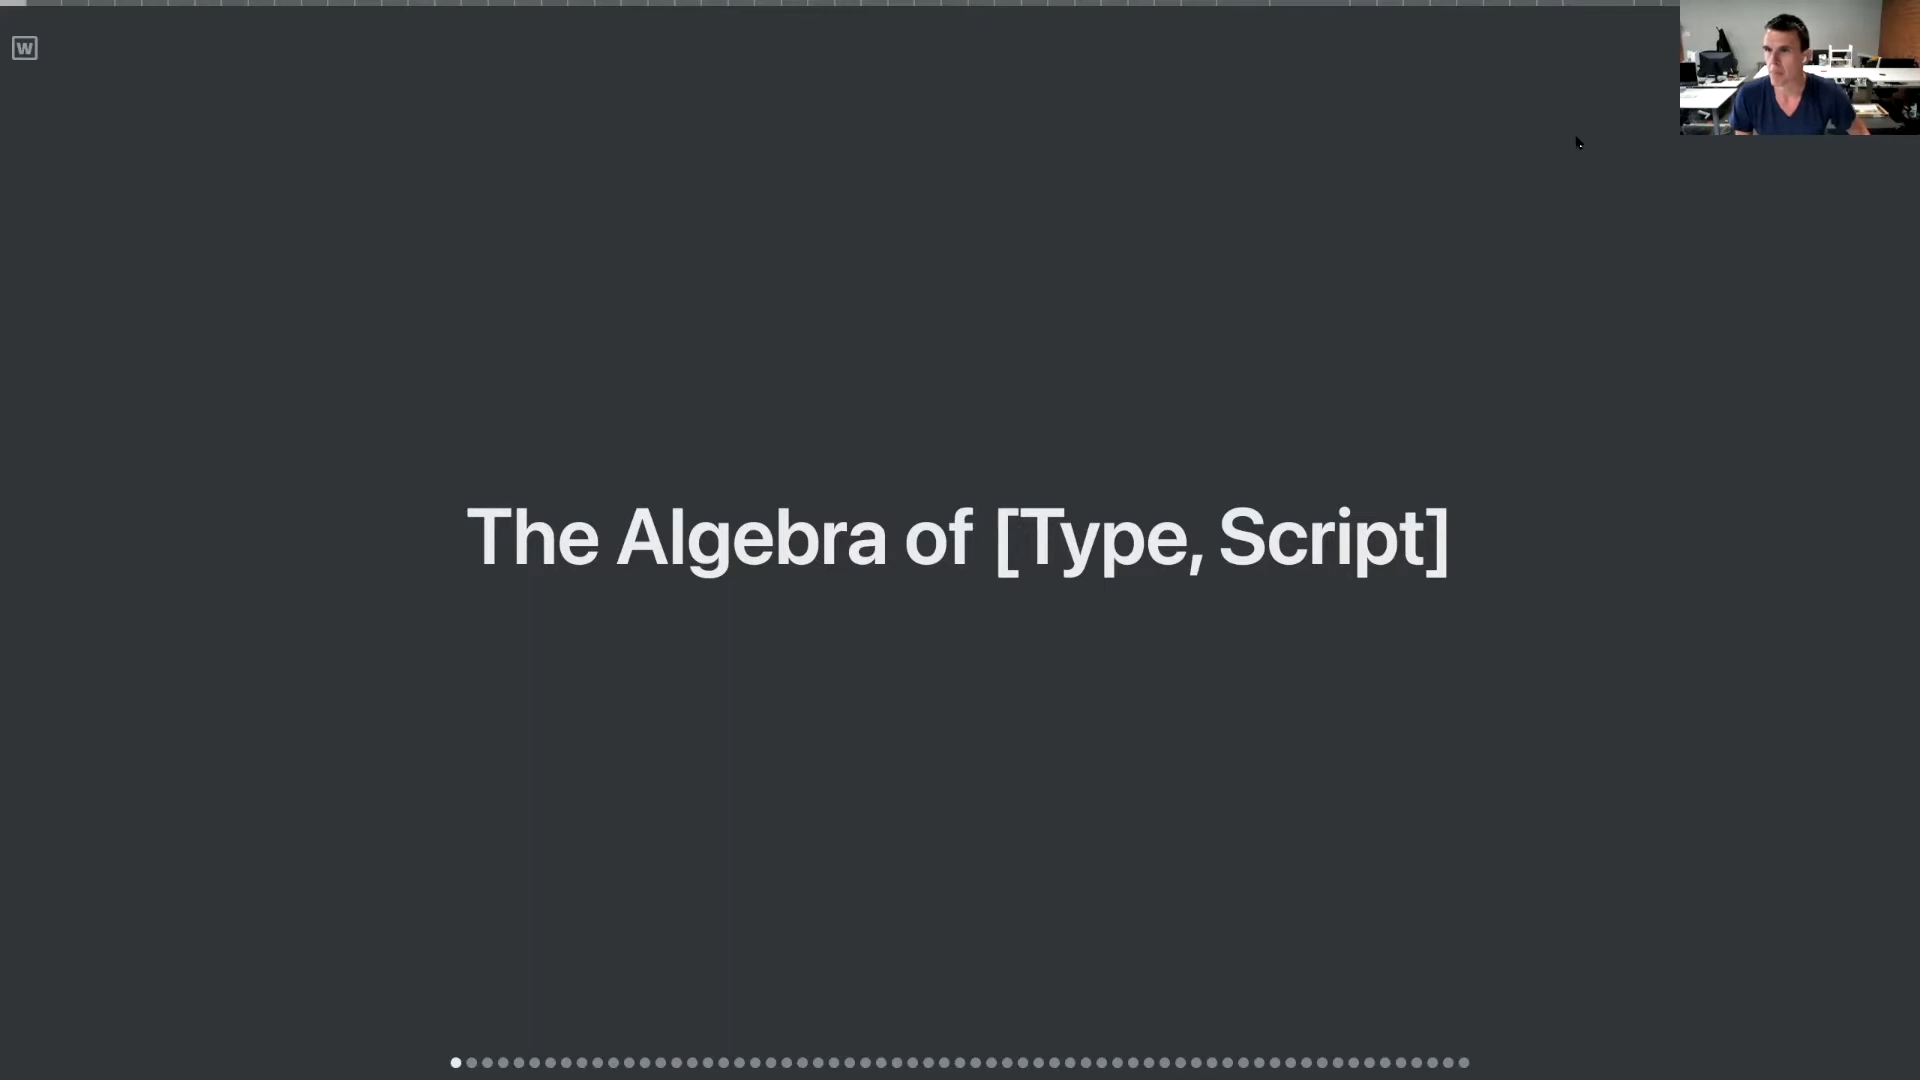 W
The Algebra of [Type, Script]